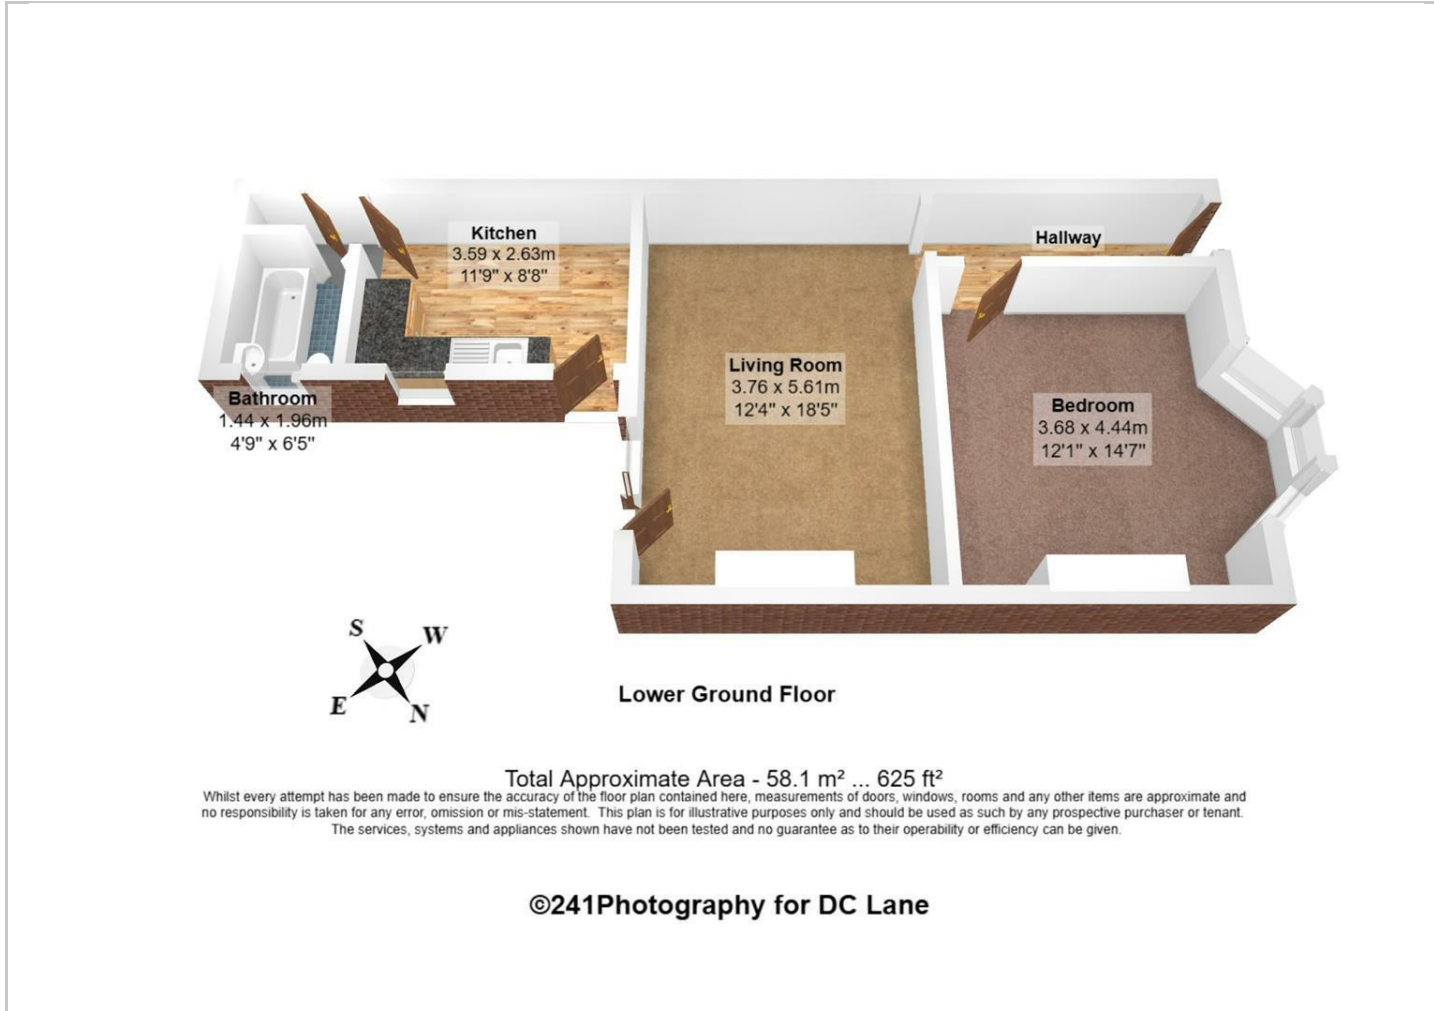 Kitchen
3.59 x 2.63m
11'9" x 8'8"
Hallway
Living Room
3.76 x 5.61m
12'4" x 18'5"
Bedroom
3.68 x 4.44m
12'1" x 14'7"
Bathroom
1.44 x 1.96m
4'9" x 6'5"
S W
E N
Lower Ground Floor
Total Approximate Area - 58.1 m² ... 625 ft²
Whilst every attempt has been made to ensure the accuracy of the floor plan contained here, measurements of doors, windows, rooms and any other items are approximate and
no responsibility is taken for any error, omission or mis-statement. This plan is for illustrative purposes only and should be used as such by any prospective purchaser or tenant.
The services, systems and appliances shown have not been tested and no guarantee as to their operability or efficiency can be given.
©241Photography for DC Lane